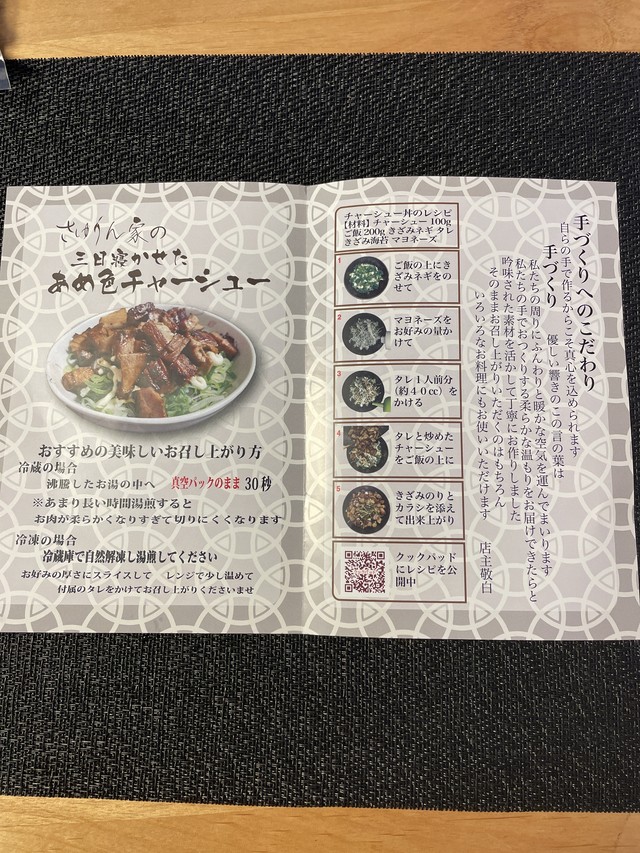 さぼりん家の
三日寝かせた
あめ色チャーシュー
おすすめの美味しいお召し上がり方
冷蔵の場合
沸騰したお湯の中へ 真空パックのまま 30秒
※あまり長い時間湯煎すると
お肉が柔らかくなりすぎて切りにくくなります
冷凍の場合
冷蔵庫で自然解凍し湯煎してください
お好みの厚さにスライスして レンジで少し温めて
付属のタレをかけてお召し上がりくださいませ
チャーシュー丼のレシピ
【材料】チャーシュー 100g
ご飯 200g きざみネギ タレ
きざみ海苔 マヨネーズ
1
ご飯の上にき
ざみネギをの
せて
2
マヨネーズを
お好みの量か
けて
3
タレ1人前分
(約40cc)を
かける
4
タレと炒めた
チャーシュー
をご飯の上に
5
きざみのりと
カラシを添え
て出来上がり
クックパッド
にレシピを公
開中
手づくりへのこだわり
自らの手で作るからこそ真心を込められます
手づくり 優しい響きのこの言の葉は
私たちの周りにふんわりと暖かな空気を運んでまいります
私たちの手でおつくりする柔らかな温もりをお届けできたらと
吟味された素材を活かして丁寧にお作りしました
そのままお召し上がりいただくのはもちろん
いろいろなお料理にもお使いいただけます 店主敬白